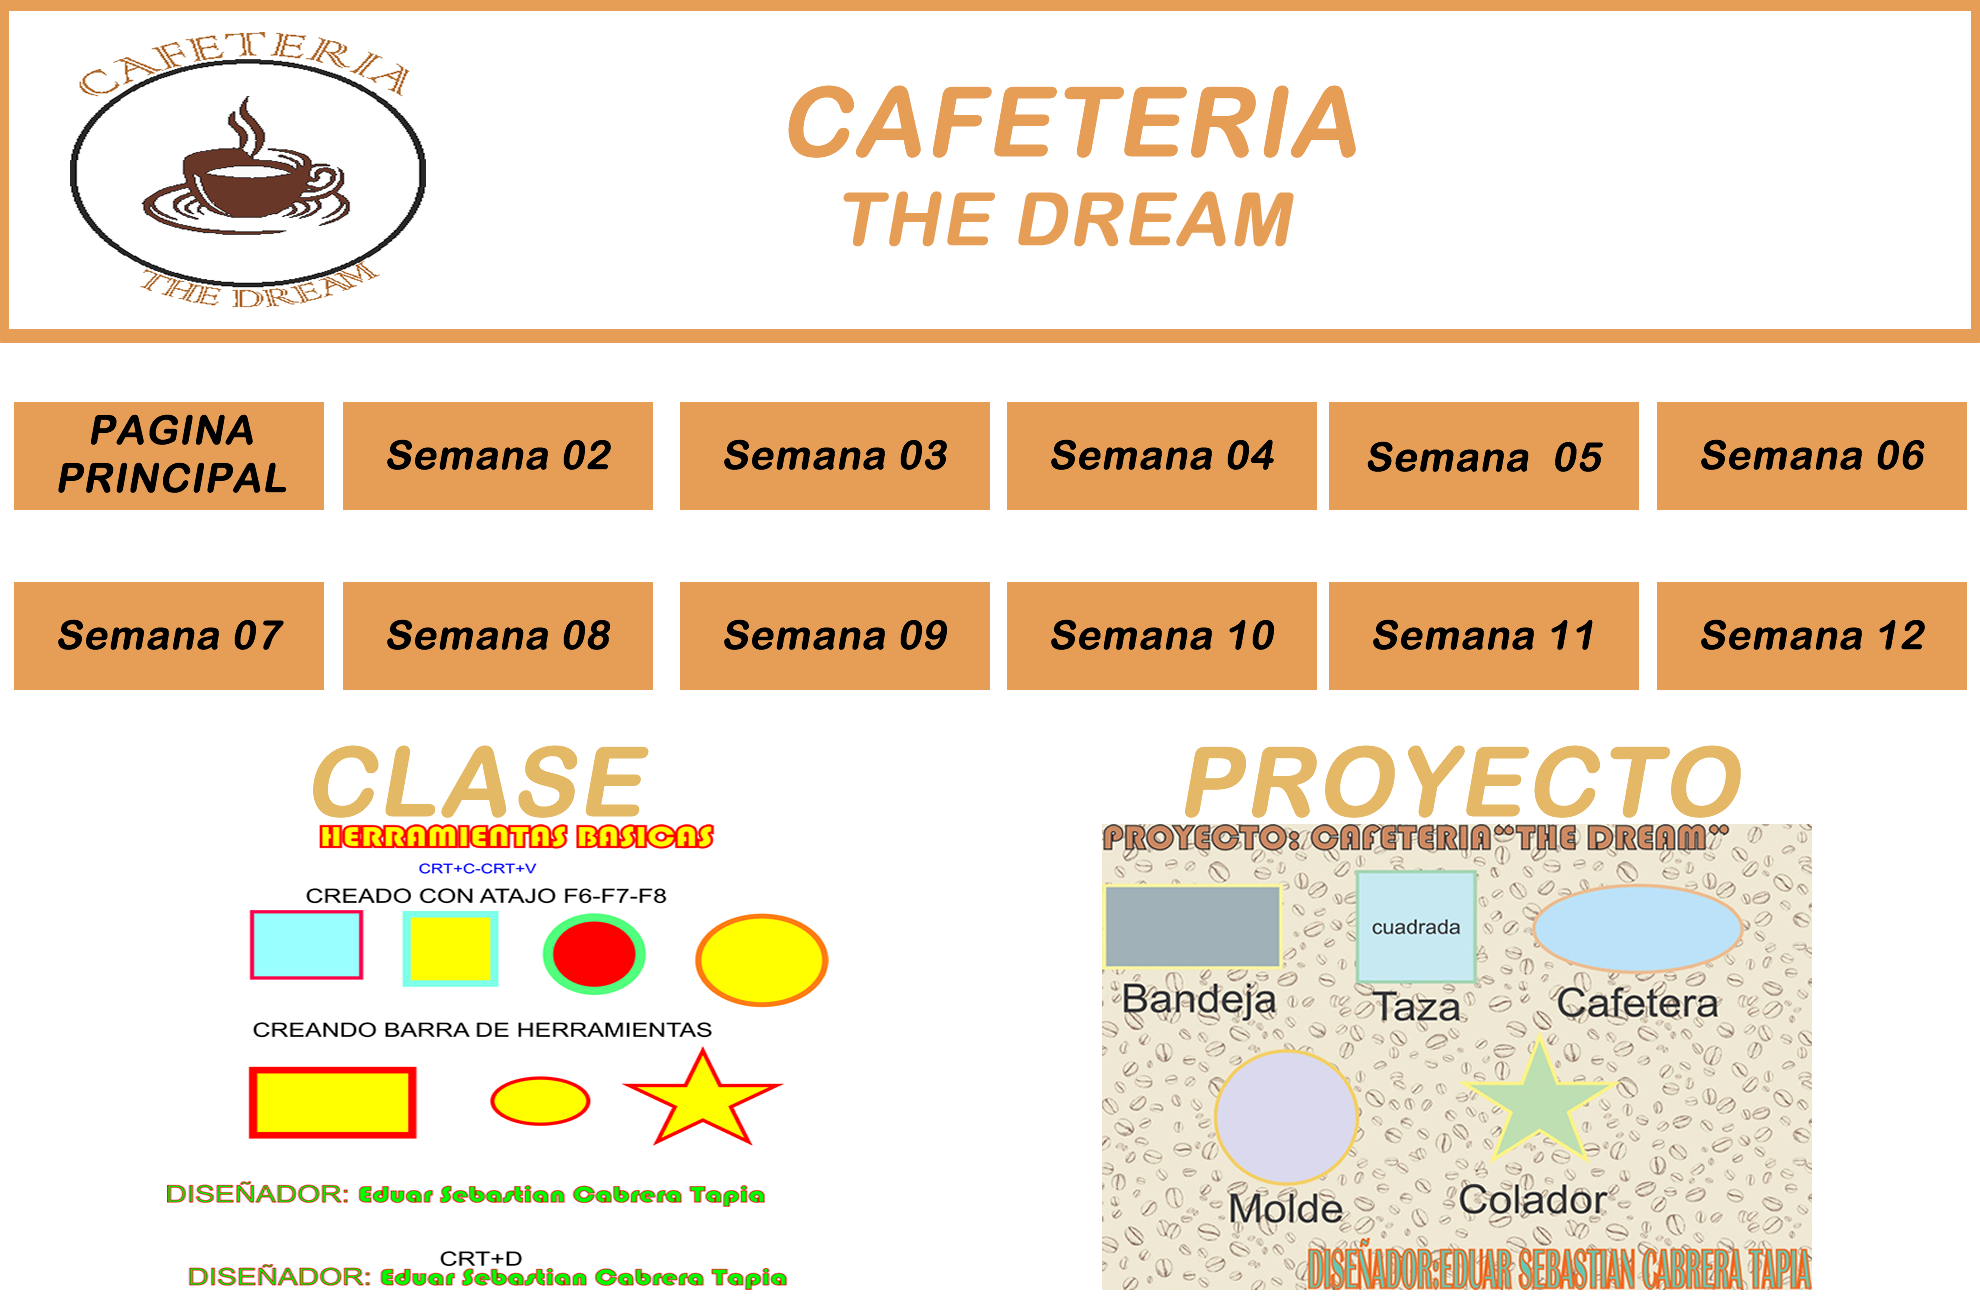 CAFETERIA
THE DREAM
CAFETERIA
THE DREAM
PAGINA
PRINCIPAL
Semana 02
Semana 03
Semana 04
Semana 05
Semana 06
Semana 07
Semana 08
Semana 09
Semana 10
Semana 11
Semana 12
CLASE
HERRAMIENTAS BASICAS
CRT+C-CRT+V
CREADO CON ATAJO F6-F7-F8
CREANDO BARRA DE HERRAMIENTAS
DISEÑADOR: Eduar Sebastian Cabrera Tapia
CRT+D
DISEÑADOR: Eduar Sebastian Cabrera Tapia
PROYECTO
PROYECTO: CAFETERIA“THE DREAM”
cuadrada
Bandeja
Taza
Cafetera
Molde
Colador
DISEÑADOR:EDUAR SEBASTIAN CABRERA TAPIA